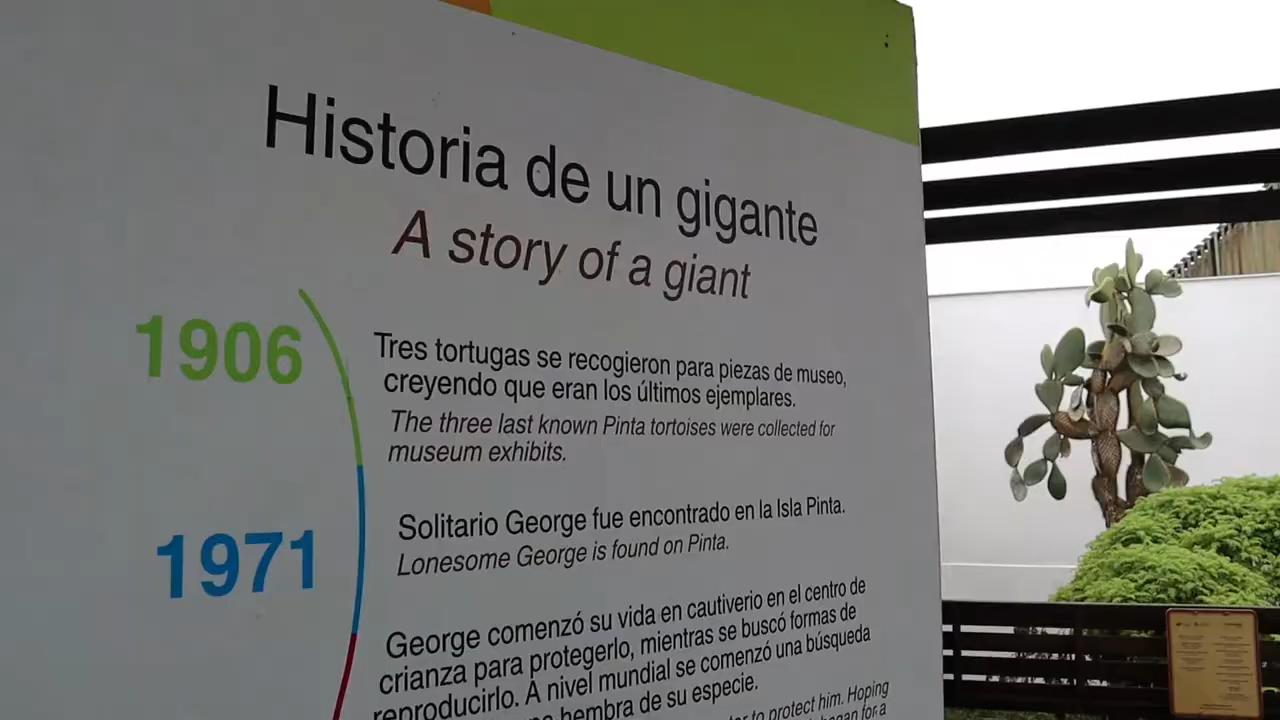 Historia de un gigante
A story of a giant
1906
Tres tortugas se recogieron para piezas de museo,
creyendo que eran los últimos ejemplares.
The three last known Pinta tortoises were collected for
museum exhibits.
1971
Solitario George fue encontrado en la Isla Pinta.
Lonesome George is found on Pinta.
George comenzó su vida en cautiverio en el centro de
crianza para protegerlo, mientras se buscó formas de
reproducirlo. A nivel mundial se comenzó una búsqueda
hembra de su especie.
to protect him. Hoping
began for a